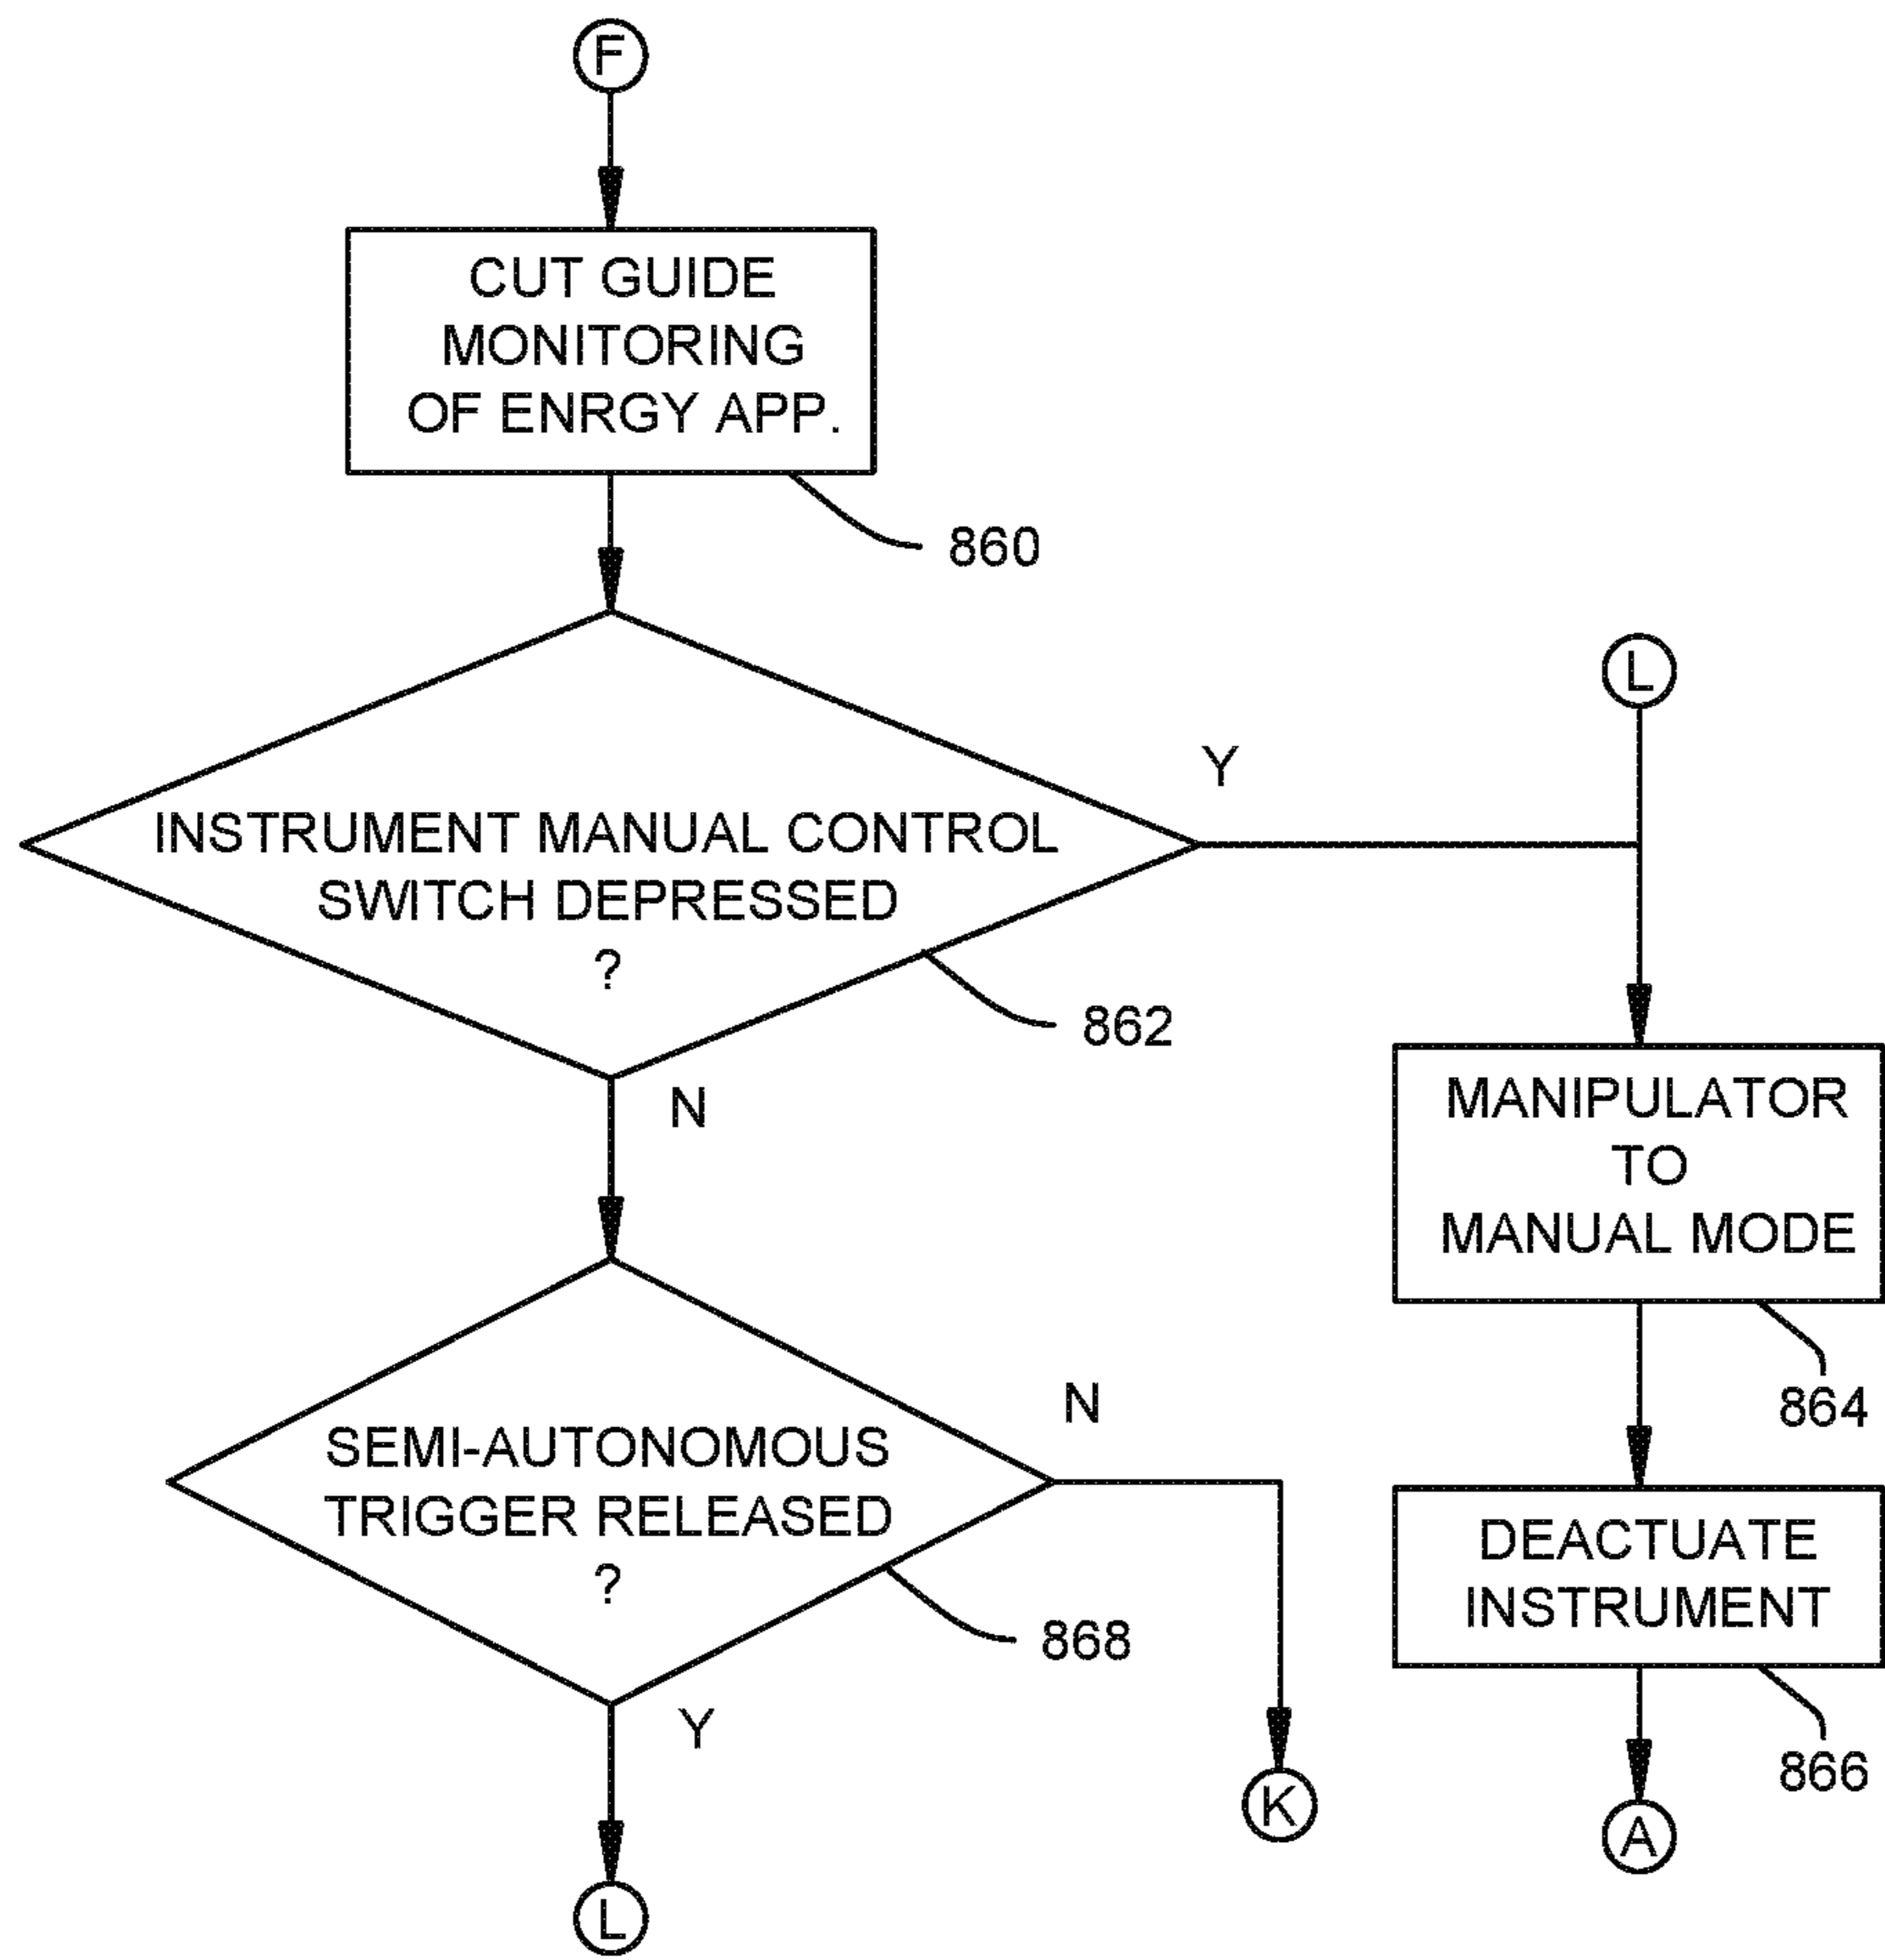 F
CUT GUIDE
MONITORING
OF ENRGY APP.
860
L
Y
INSTRUMENT MANUAL CONTROL
SWITCH DEPRESSED
?
862
N
MANIPULATOR
TO
MANUAL MODE
864
N
SEMI-AUTONOMOUS
TRIGGER RELEASED
?
868
Y
DEACTUATE
INSTRUMENT
866
K
A
L